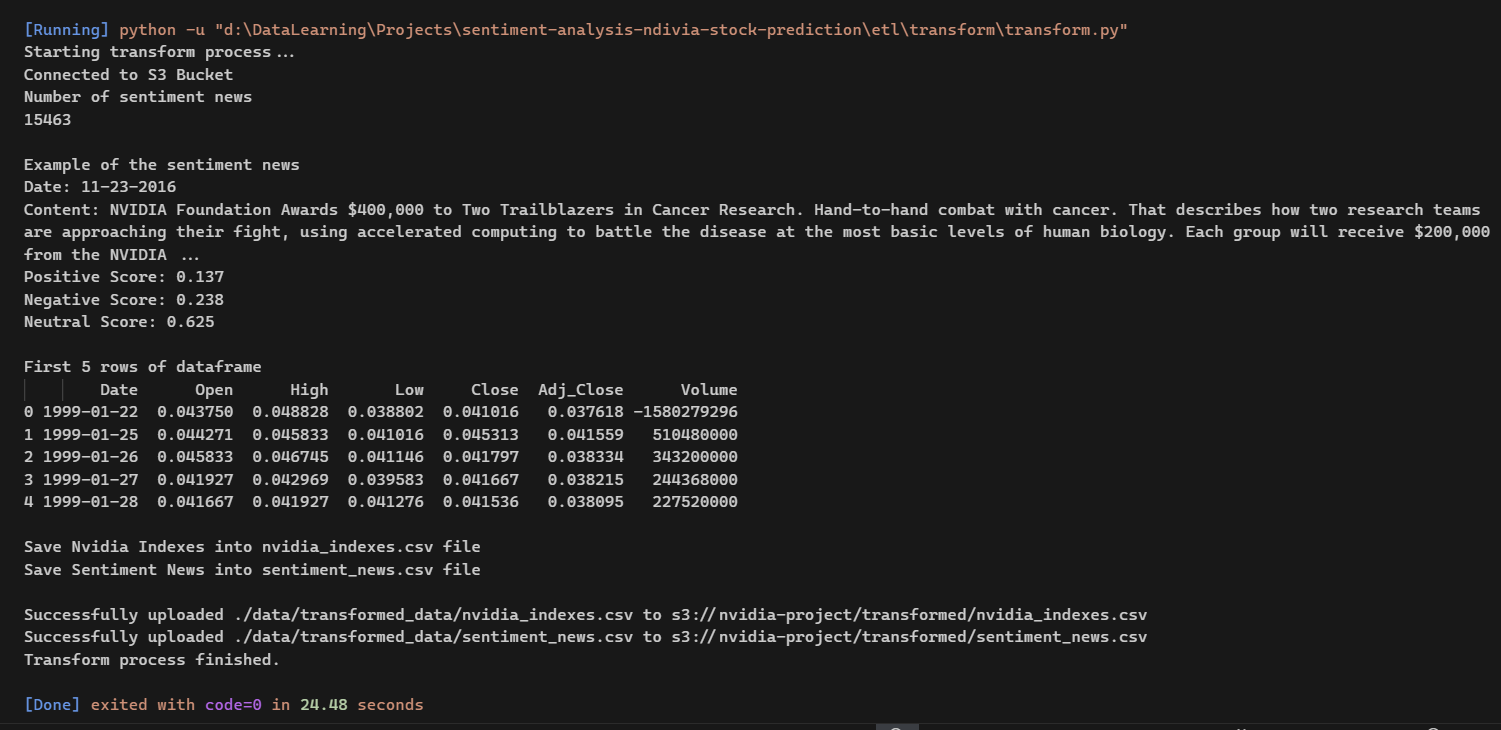 [Running] python -u "d:\DataLearning\Projects\sentiment-analysis-ndivia-stock-prediction\etl\transform\transform.py"
Starting transform process...
Connected to S3 Bucket
Number of sentiment news
15463
Example of the sentiment news
Date: 11-23-2016
Content: NVIDIA Foundation Awards $400,000 to Two Trailblazers in Cancer Research. Hand-to-hand combat with cancer. That describes how two research teams
are approaching their fight, using accelerated computing to battle the disease at the most basic levels of human biology. Each group will receive $200,000
from the NVIDIA ...
Positive Score: 0.137
Negative Score: 0.238
Neutral Score: 0.625
First 5 rows of dataframe
Date Open High Low Close Adj_Close Volume
0 1999-01-22 0.043750 0.048828 0.038802 0.041016 0.037618 -1580279296
1 1999-01-25 0.044271 0.045833 0.041016 0.045313 0.041559 510480000
2 1999-01-26 0.045833 0.046745 0.041146 0.041797 0.038334 343200000
3 1999-01-27 0.041927 0.042969 0.039583 0.041667 0.038215 244368000
4 1999-01-28 0.041667 0.041927 0.041276 0.041536 0.038095 227520000
Save Nvidia Indexes into nvidia_indexes.csv file
Save Sentiment News into sentiment_news.csv file
Successfully uploaded ./data/transformed_data/nvidia_indexes.csv to s3://nvidia-project/transformed/nvidia_indexes.csv
Successfully uploaded ./data/transformed_data/sentiment_news.csv to s3://nvidia-project/transformed/sentiment_news.csv
Transform process finished.
[Done] exited with code=0 in 24.48 seconds